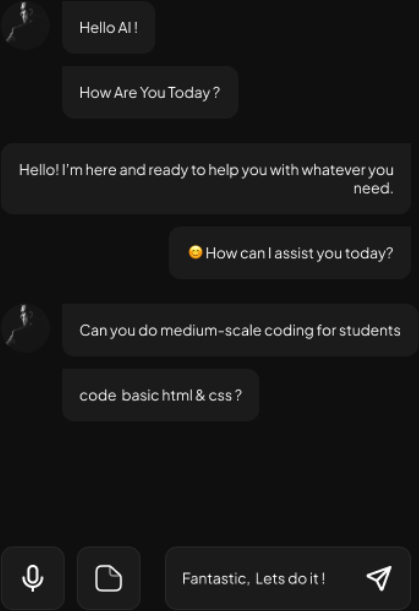 Hello AI !
How Are You Today ?
Hello! I'm here and ready to help you with whatever you
need.
😊 How can I assist you today?
Can you do medium-scale coding for students
code basic html & css ?
Fantastic, Lets do it !